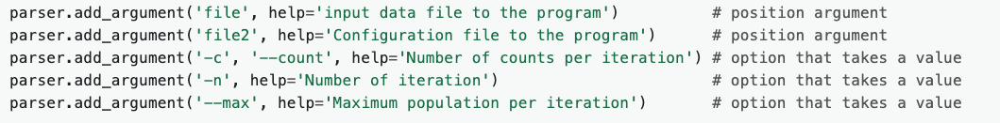 parser.add_argument('file', help='input data file to the program')          # position argument
parser.add_argument('file2', help='Configuration file to the program')      # position argument
parser.add_argument('-c', '--count', help='Number of counts per iteration') # option that takes a value
parser.add_argument('-n', help='Number of iteration')                       # option that takes a value
parser.add_argument('--max', help='Maximum population per iteration')       # option that takes a value